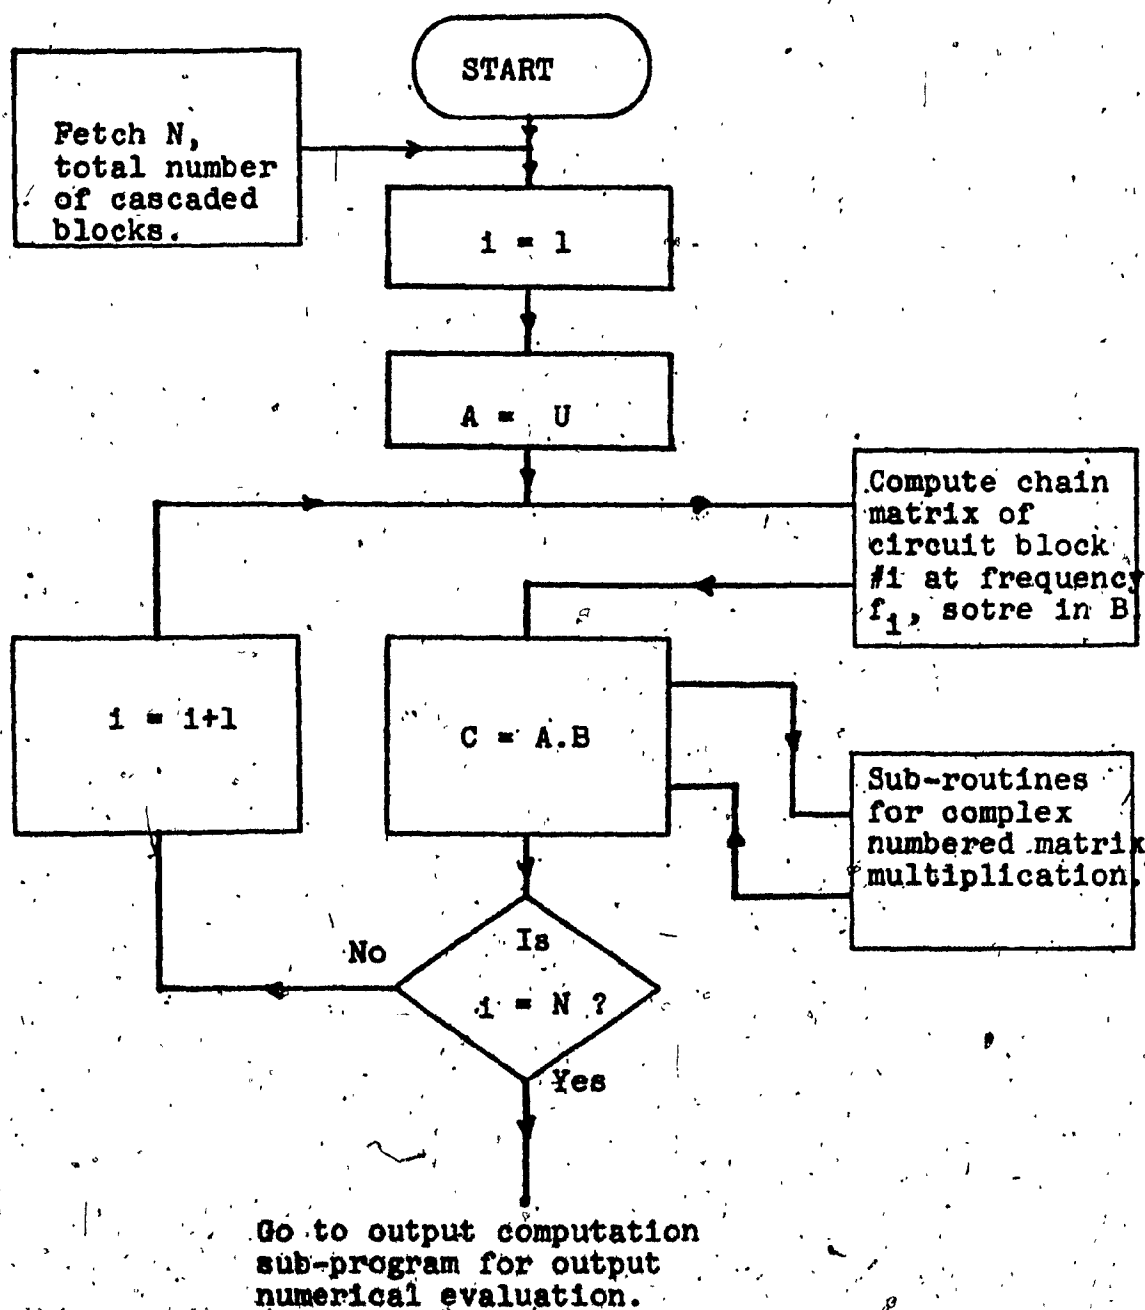 START
Fetch N,
total number
of cascaded
blocks.
i = 1
A = U
Compute chain
matrix of
circuit block
#i at frequency
fi, sotre in B
i = i+1
C = A.B
Sub-routines
for complex
numbered matrix
multiplication.
Is
i = N ?
No
Yes
Go to output computation
sub-program for output
numerical evaluation.